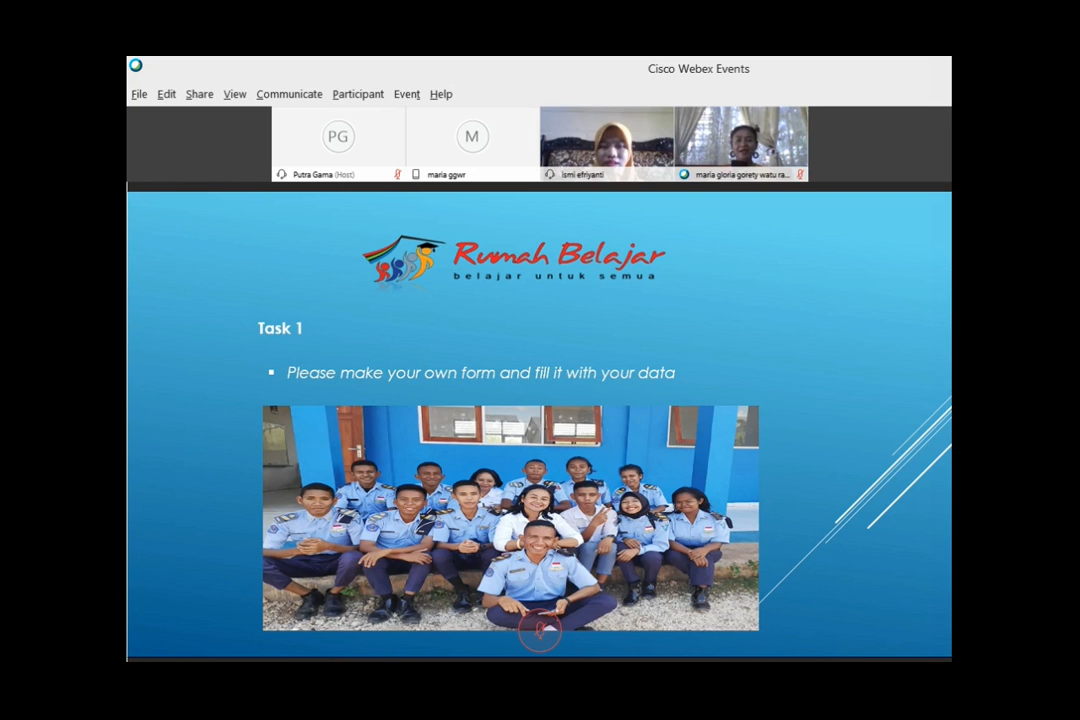 Cisco Webex Events
File Edit Share View Communicate Participant Event Help
PG
M
Putra Gama (Host)
maria ggwr
ismi efriyanti
maria gloria gorety watu ra...
Rumah Belajar
belajar untuk semua
Task 1
Please make your own form and fill it with your data